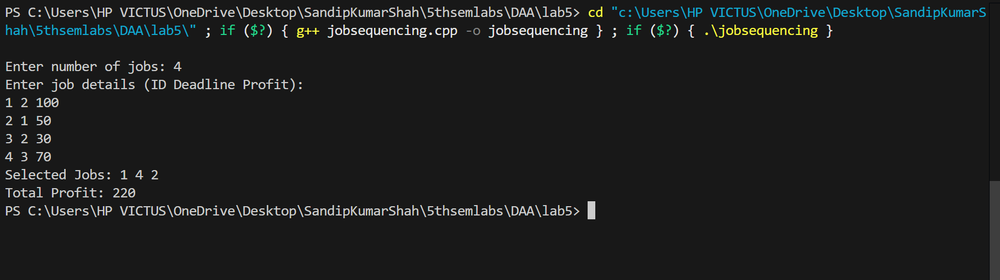 PS C:\Users\HP VICTUS\OneDrive\Desktop\SandipKumarShah\5thsemlabs\DAA\lab5> cd "c:\Users\HP VICTUS\OneDrive\Desktop\SandipKumarS
hah\5thsemlabs\DAA\lab5\" ; if ($?) { g++ jobsequencing.cpp -o jobsequencing } ; if ($?) { .\jobsequencing }
Enter number of jobs: 4
Enter job details (ID Deadline Profit):
1 2 100
2 1 50
3 2 30
4 3 70
Selected Jobs: 1 4 2
Total Profit: 220
PS C:\Users\HP VICTUS\OneDrive\Desktop\SandipKumarShah\5thsemlabs\DAA\lab5>